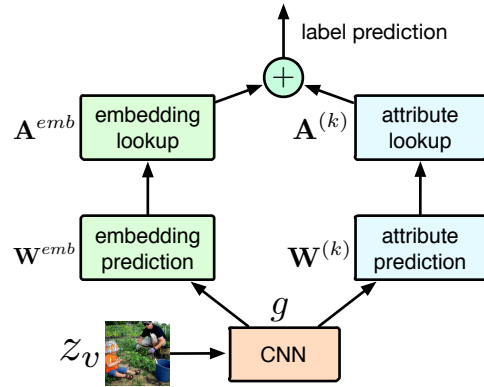 label prediction
+
A^{emb}
embedding
lookup
A^{(k)}
attribute
lookup
W^{emb}
embedding
prediction
W^{(k)}
attribute
prediction
g
z_v
CNN